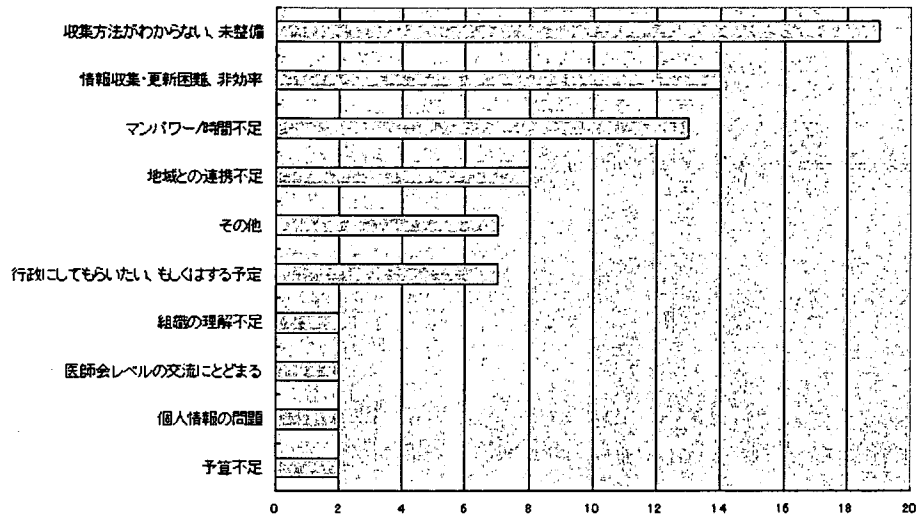 収集方法がわからない、未整備
情報収集・更新困難、非効率
マンパワー/時間不足
地域との連携不足
その他
行政にしてもらいたい、もしくはする予定
組織の理解不足
医師会レベルの交流にとどまる
個人情報の問題
予算不足
0 2 4 6 8 10 12 14 16 18 20